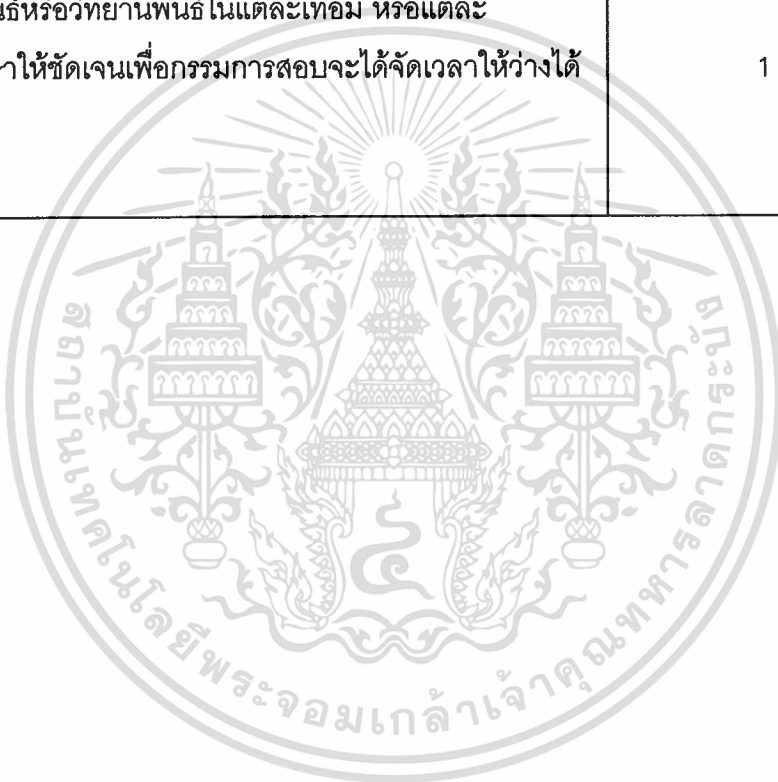 นธ์หรือวิทยานิพนธ์ในแต่ละเทอม หรือแต่ละ
าให้ชัดเจนเพื่อกรรมการสอบจะได้จัดเวลาให้ว่างได้ 1
สถาบันเทคโนโลยีพระจอมเกล้าเจ้าคุณทหารลาดกระบัง